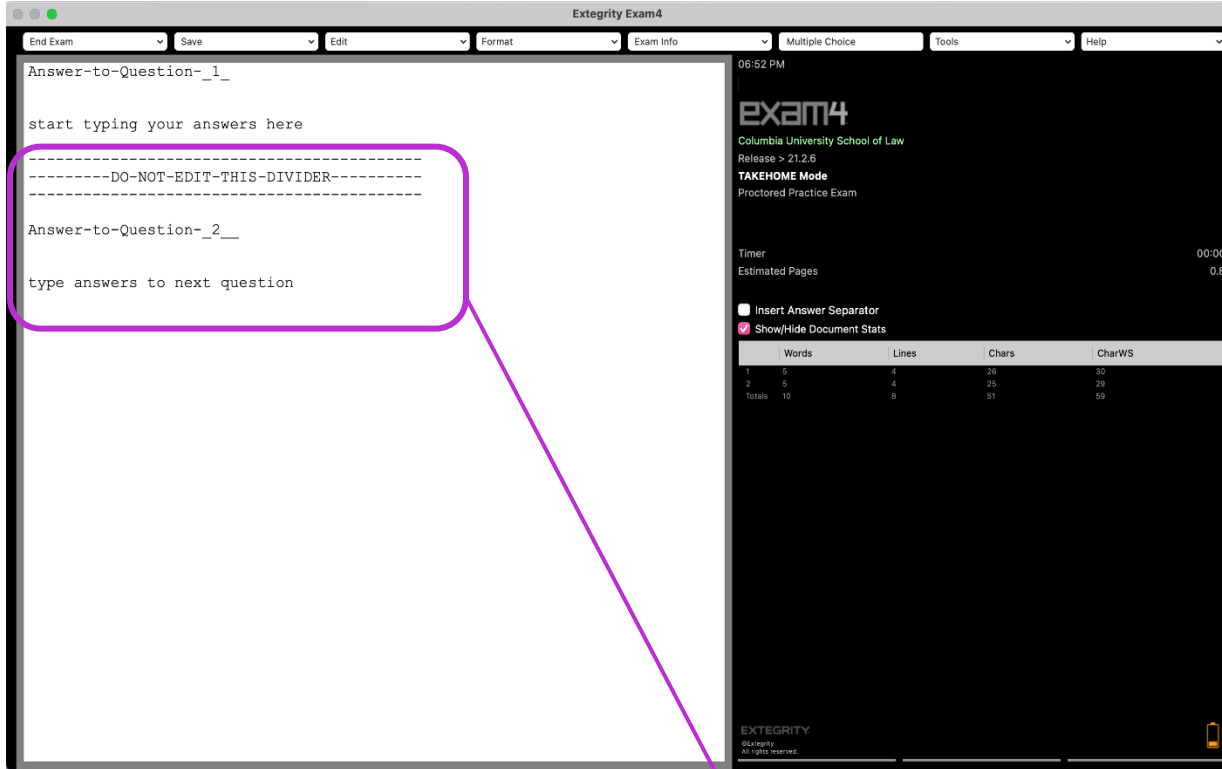 Extegrity Exam4
End Exam Save Edit Format Exam Info Multiple Choice Tools Help
Answer-to-Question-_1_
start typing your answers here
-------------------------------------------
---------DO-NOT-EDIT-THIS-DIVIDER----------
-------------------------------------------
Answer-to-Question-_2__
type answers to next question
06:52 PM
exam4
Columbia University School of Law
Release > 21.2.6
TAKEHOME Mode
Proctored Practice Exam
Timer 00:00
Estimated Pages 0.8
Insert Answer Separator
Show/Hide Document Stats
Words Lines Chars CharWS
1 5 4 26 30
2 5 4 25 29
Totals 10 8 51 59
EXTEGRITY
©Extegrity
All rights reserved.